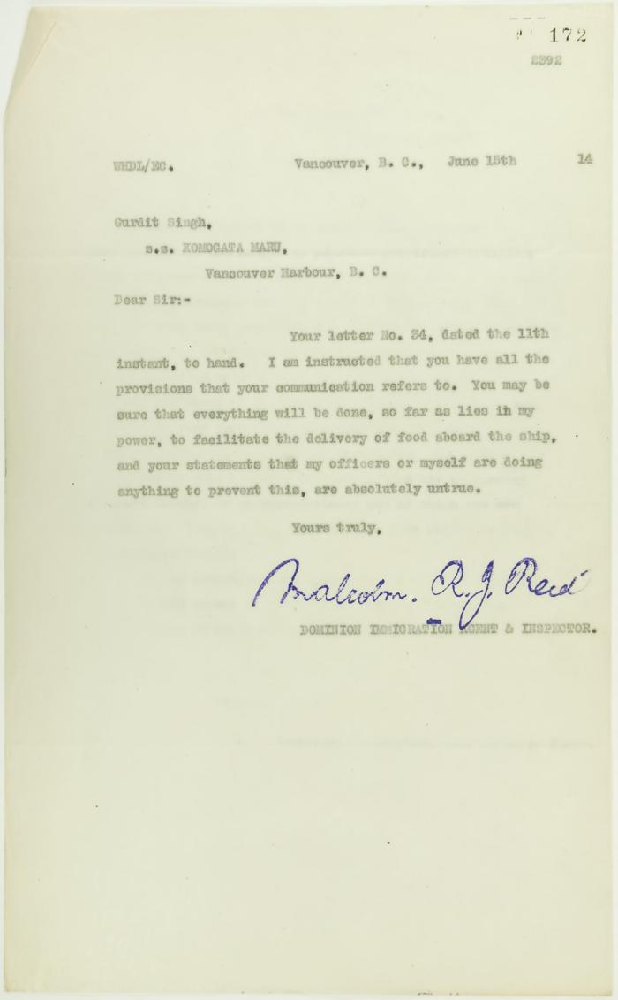 172
2392
WHDL/EC. Vancouver, B. C., June 15th 14
Gurdit Singh,
s.s. KOMOGATA MARU,
Vancouver Harbour, B. C.
Dear Sir:-
Your letter No. 34, dated the 11th
instant, to hand. I am instructed that you have all the
provisions that your communication refers to. You may be
sure that everything will be done, so far as lies in my
power, to facilitate the delivery of food aboard the ship,
and your statements that my officers or myself are doing
anything to prevent this, are absolutely untrue.
Yours truly,
Malcolm. R. J. Reid
DOMINION IMMIGRATION AGENT & INSPECTOR.